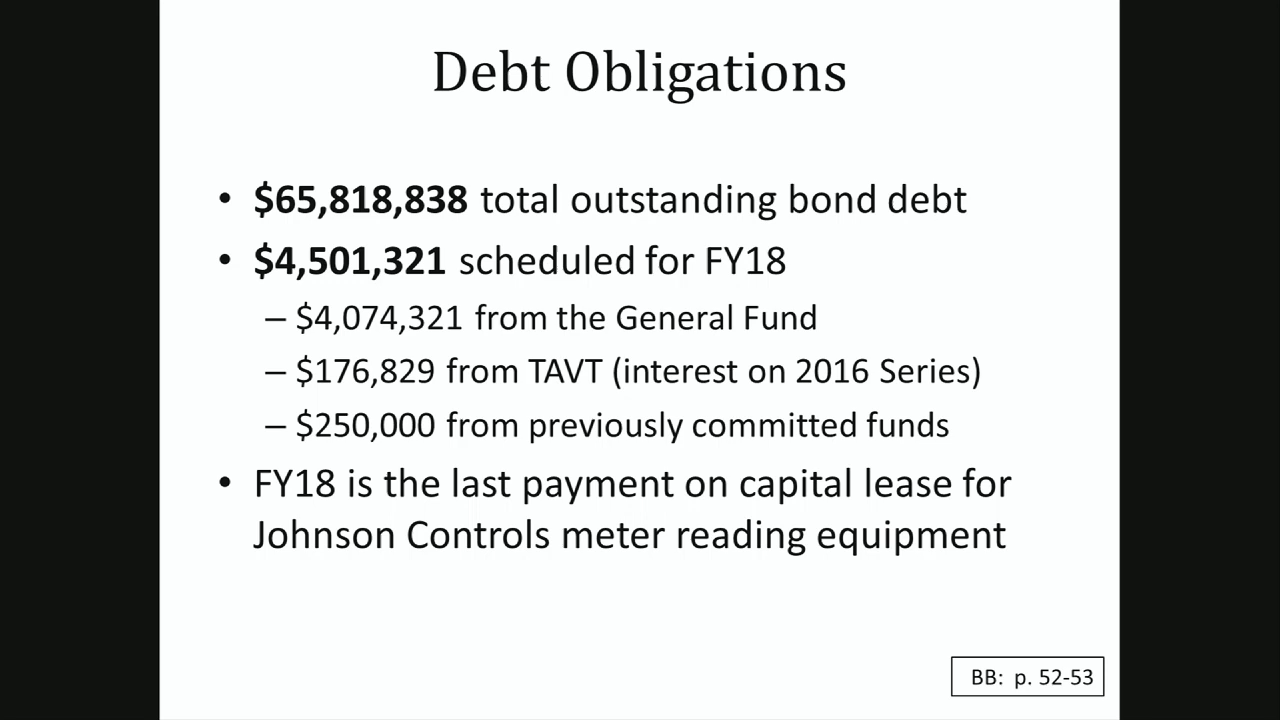 Debt Obligations
• $65,818,838 total outstanding bond debt
• $4,501,321 scheduled for FY18
– $4,074,321 from the General Fund
– $176,829 from TAVT (interest on 2016 Series)
– $250,000 from previously committed funds
• FY18 is the last payment on capital lease for
Johnson Controls meter reading equipment
BB: p. 52-53